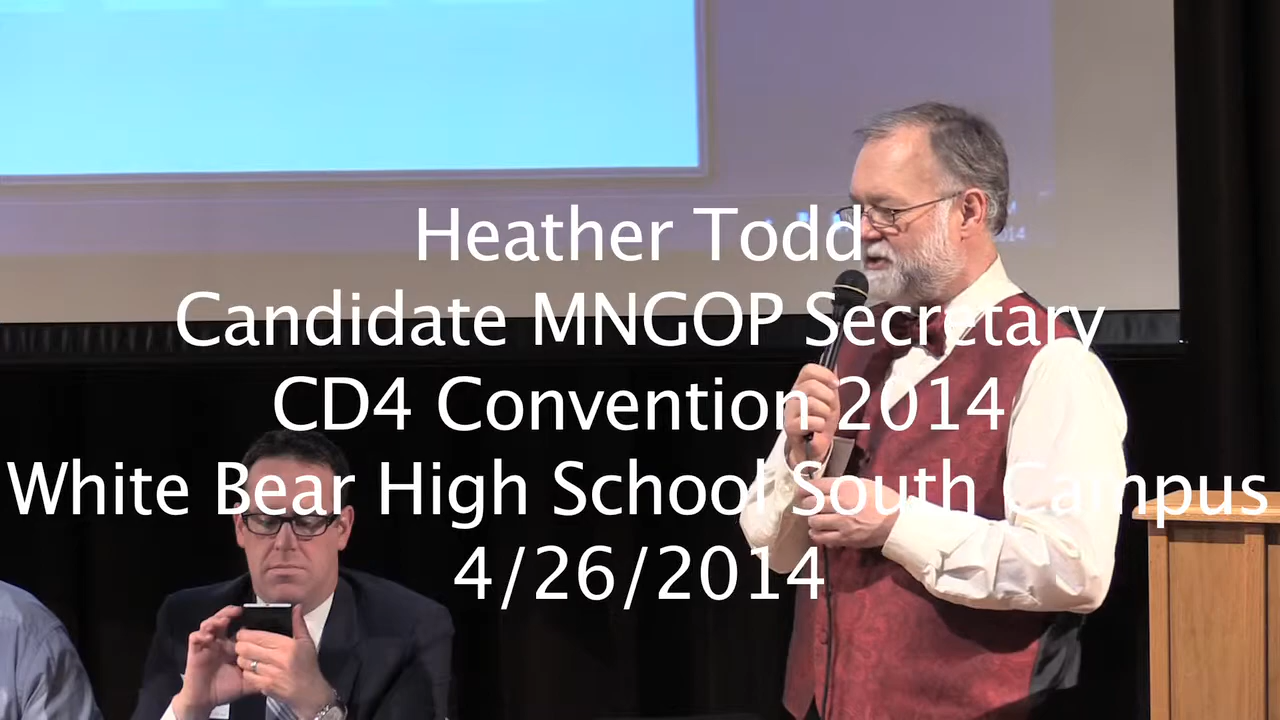 Heather Todd
Candidate MNGOP Secretary
CD4 Convention 2014
White Bear High School South Campus
4/26/2014